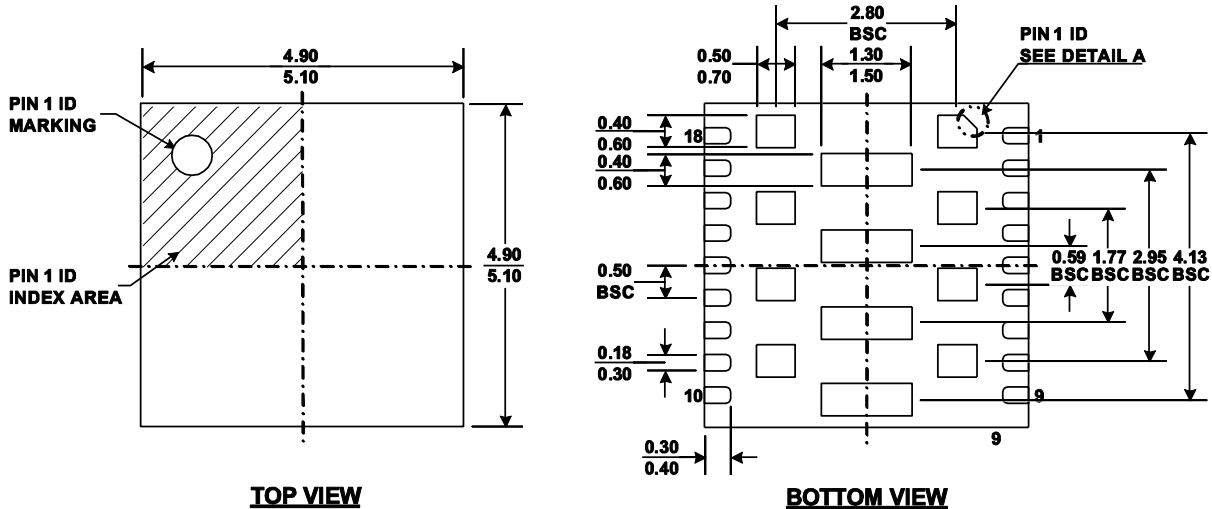 4.90
5.10
PIN 1 ID
MARKING
PIN 1 ID
INDEX AREA
4.90
5.10
TOP VIEW
2.80
BSC
0.50
0.70
1.30
1.50
PIN 1 ID
SEE DETAIL A
0.40
0.60
0.40
0.60
18
1
0.50
BSC
0.59
BSC
1.77
BSC
2.95
BSC
4.13
BSC
0.18
0.30
10
9
9
0.30
0.40
BOTTOM VIEW